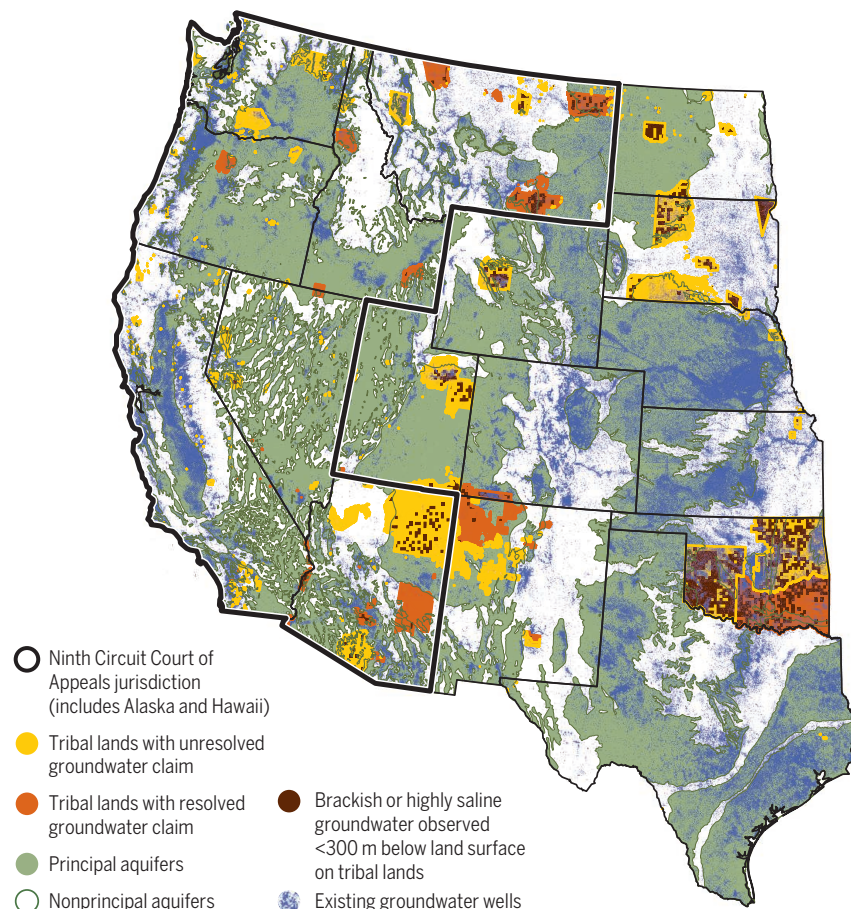 Ninth Circuit Court of
Appeals jurisdiction
(includes Alaska and Hawaii)
Tribal lands with unresolved
groundwater claim
Tribal lands with resolved
groundwater claim
Principal aquifers
Nonprincipal aquifers
Brackish or highly saline
groundwater observed
<300 m below land surface
on tribal lands
Existing groundwater wells